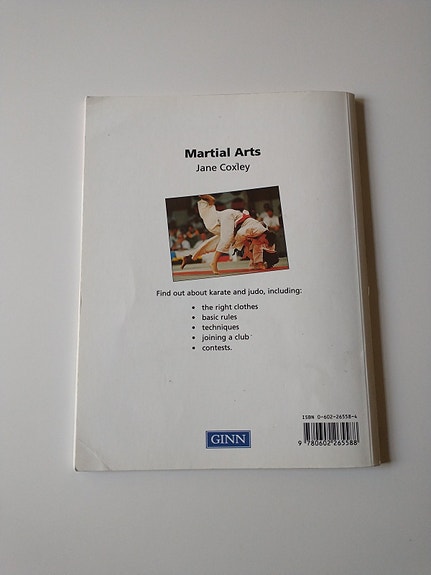 Martial Arts
Jane Coxley
Find out about karate and judo, including:
• the right clothes
• basic rules
• techniques
• joining a club
• contests.
ISBN 0-602-26558-4
GINN
9 780602 265588